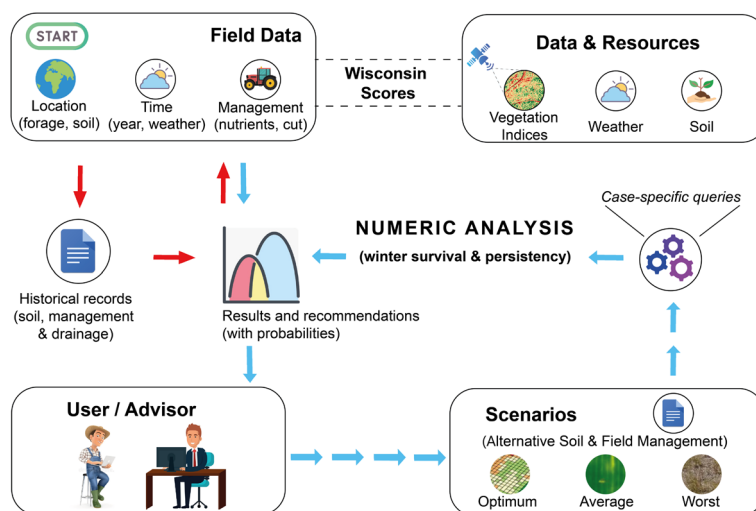 START
Field Data
Location
(forage, soil)
Time
(year, weather)
Management
(nutrients, cut)
Wisconsin
Scores
Data & Resources
Vegetation
Indices
Weather
Soil
Case-specific queries
NUMERIC ANALYSIS
(winter survival & persistency)
Historical records
(soil, management
& drainage)
Results and recommendations
(with probabilities)
User / Advisor
Scenarios
(Alternative Soil & Field Management)
Optimum
Average
Worst